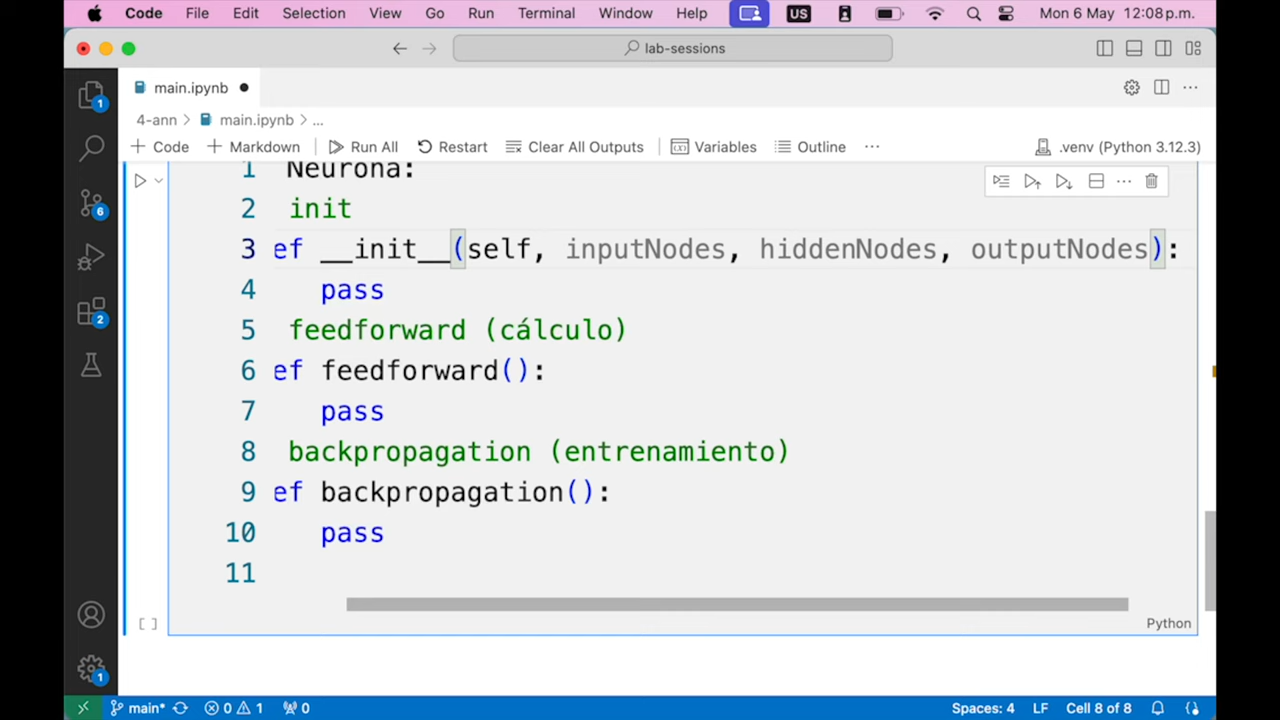 Code File Edit Selection View Go Run Terminal Window Help US Mon 6 May 12:08 p.m.
lab-sessions
main.ipynb
4-ann > main.ipynb > ...
+ Code + Markdown Run All Restart Clear All Outputs Variables Outline ... .venv (Python 3.12.3)
1 Neurona:
2 init
3 ef __init__(self, inputNodes, hiddenNodes, outputNodes):
4 pass
5 feedforward (cálculo)
6 ef feedforward():
7 pass
8 backpropagation (entrenamiento)
9 ef backpropagation():
10 pass
11
[ ] Python
1
6
2
1
main* 0 1 0 Spaces: 4 LF Cell 8 of 8